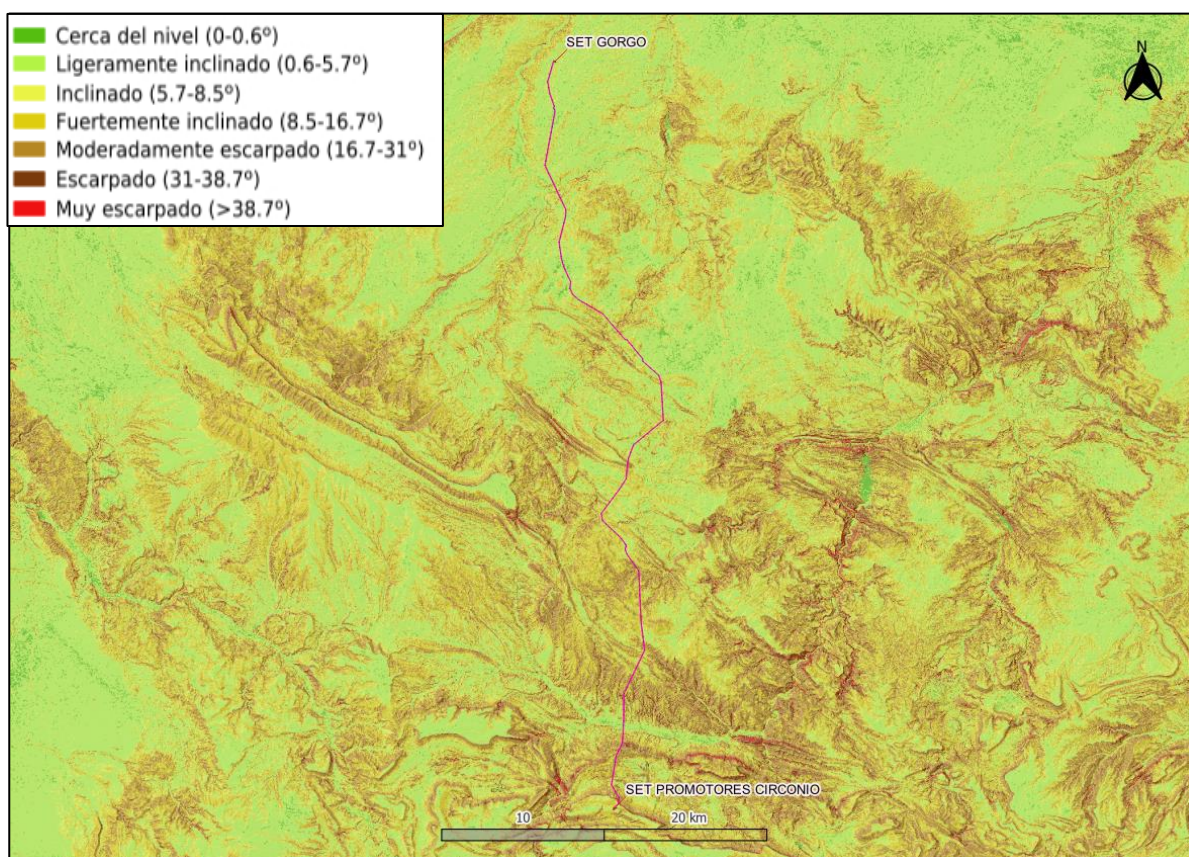 Cerca del nivel (0-0.6º)
Ligeramente inclinado (0.6-5.7º)
Inclinado (5.7-8.5º)
Fuertemente inclinado (8.5-16.7º)
Moderadamente escarpado (16.7-31º)
Escarpado (31-38.7º)
Muy escarpado (>38.7º)
SET GORGO
N
SET PROMOTORES CIRCONIO
10 20 km